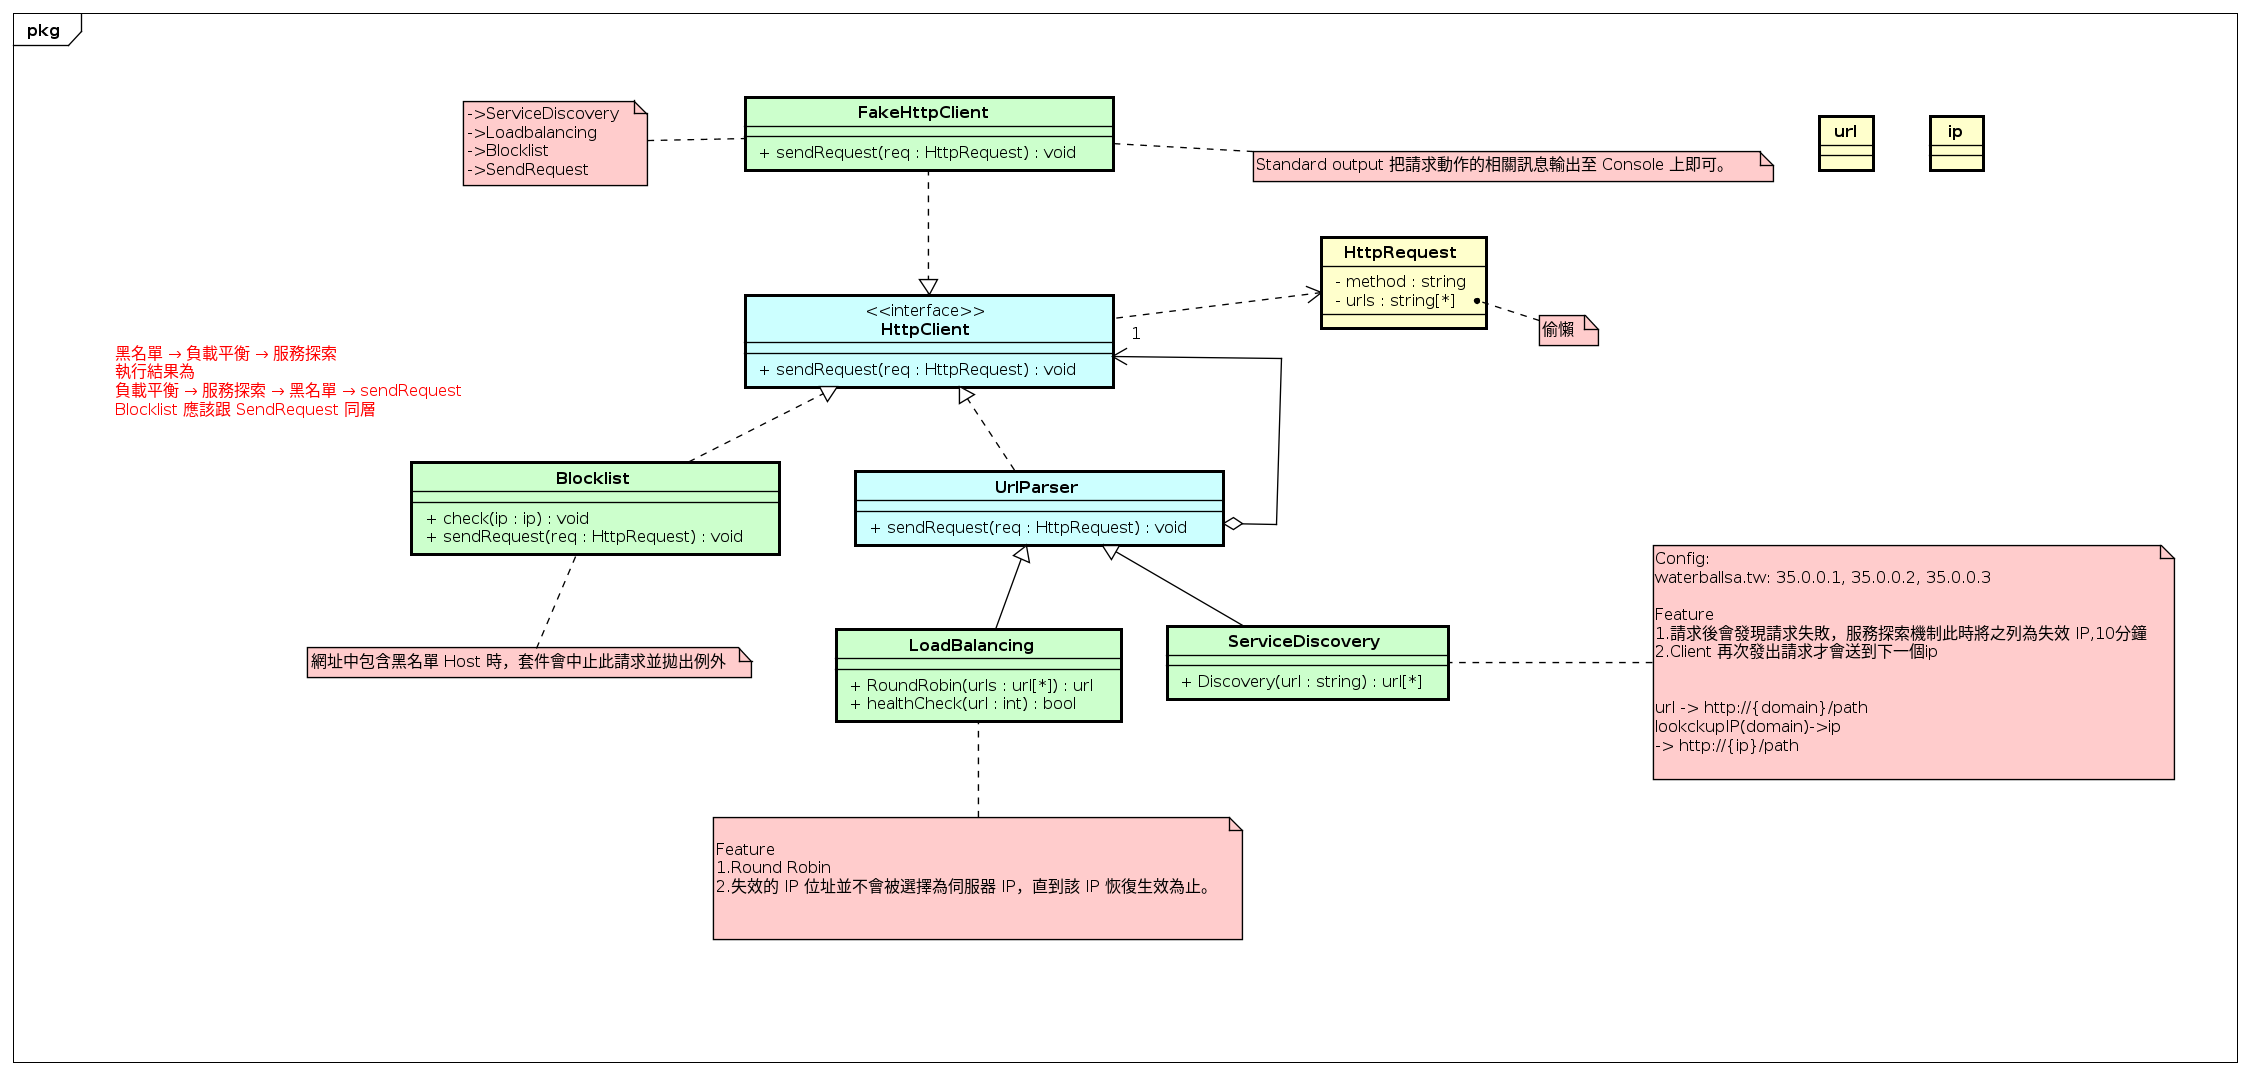 pkg
->ServiceDiscovery
->Loadbalancing
->Blocklist
->SendRequest
FakeHttpClient
+ sendRequest(req : HttpRequest) : void
Standard output 把請求動作的相關訊息輸出至 Console 上即可。
url
ip
HttpRequest
- method : string
- urls : string[*]
偷懶
<<interface>>
HttpClient
+ sendRequest(req : HttpRequest) : void
1
黑名單 → 負載平衡 → 服務探索
執行結果為
負載平衡 → 服務探索 → 黑名單 → sendRequest
Blocklist 應該跟 SendRequest 同層
Blocklist
+ check(ip : ip) : void
+ sendRequest(req : HttpRequest) : void
UrlParser
+ sendRequest(req : HttpRequest) : void
網址中包含黑名單 Host 時，套件會中止此請求並拋出例外
LoadBalancing
+ RoundRobin(urls : url[*]) : url
+ healthCheck(url : int) : bool
ServiceDiscovery
+ Discovery(url : string) : url[*]
Config:
waterballsa.tw: 35.0.0.1, 35.0.0.2, 35.0.0.3
Feature
1.請求後會發現請求失敗，服務探索機制此時將之列為失效 IP,10分鐘
2.Client 再次發出請求才會送到下一個ip
url -> http://{domain}/path
lookckupIP(domain)->ip
-> http://{ip}/path
Feature
1.Round Robin
2.失效的 IP 位址並不會被選擇為伺服器 IP，直到該 IP 恢復生效為止。